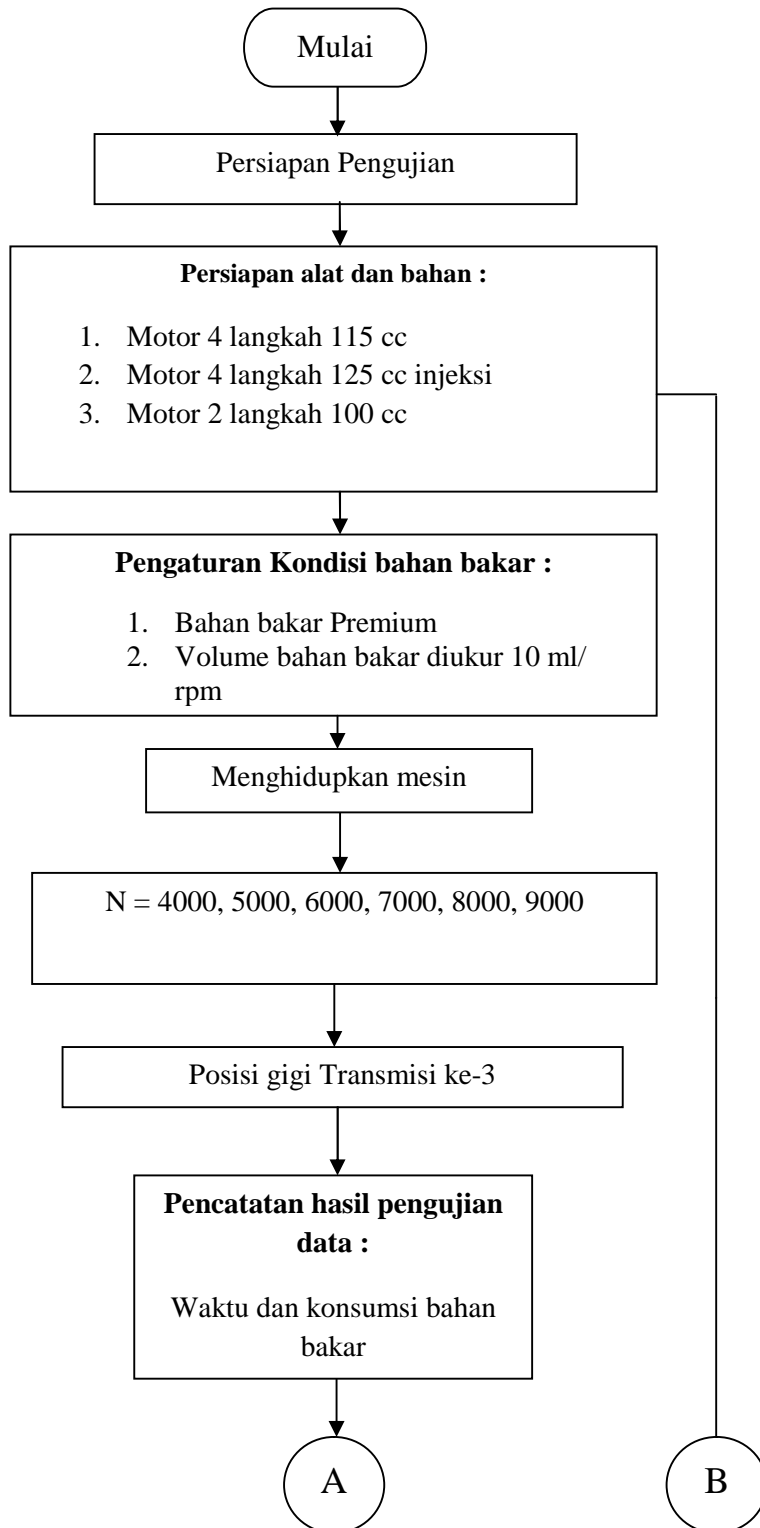 Mulai
Persiapan Pengujian
Persiapan alat dan bahan :
1. Motor 4 langkah 115 cc
2. Motor 4 langkah 125 cc injeksi
3. Motor 2 langkah 100 cc
Pengaturan Kondisi bahan bakar :
1. Bahan bakar Premium
2. Volume bahan bakar diukur 10 ml/
rpm
Menghidupkan mesin
N = 4000, 5000, 6000, 7000, 8000, 9000
Posisi gigi Transmisi ke-3
Pencatatan hasil pengujian
data :
Waktu dan konsumsi bahan
bakar
A
B